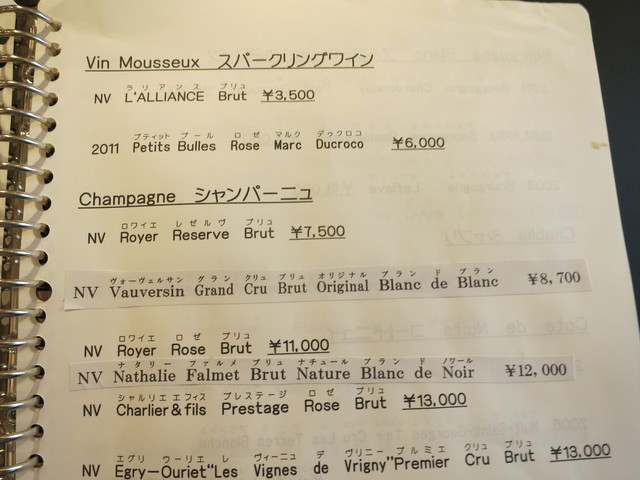 Vin Mousseux スパークリングワイン
ラリアンス ブリュ
NV L'ALLIANCE Brut ¥3,500
プティット ブール ロゼ マルク デゥクロコ
2011 Petits Bulles Rose Marc Ducroco ¥6,000
Champagne シャンパーニュ
ロワイエ レゼルヴ ブリュ
NV Royer Reserve Brut ¥7,500
ヴォーヴェルサン グラン クリュ ブリュ オリジナル ブラン ド ブラン
NV Vauversin Grand Cru Brut Original Blanc de Blanc ¥8,700
ロワイエ ロゼ ブリュ
NV Royer Rose Brut ¥11,000
ナタリー ファルメ ブリュ ナチュール ブラン ド ノワール
NV Nathalie Falmet Brut Nature Blanc de Noir ¥12,000
シャルリエ エフィス プレステージ ロゼ ブリュ
NV Charlier&fils Prestage Rose Brut ¥13,000
エグリ ウーリエ レ ヴィーニュ デ ヴリニー プルミエ クリュ ブリュ
NV Egry-Ouriet"Les Vignes de Vrigny"Premier Cru Brut ¥13,000